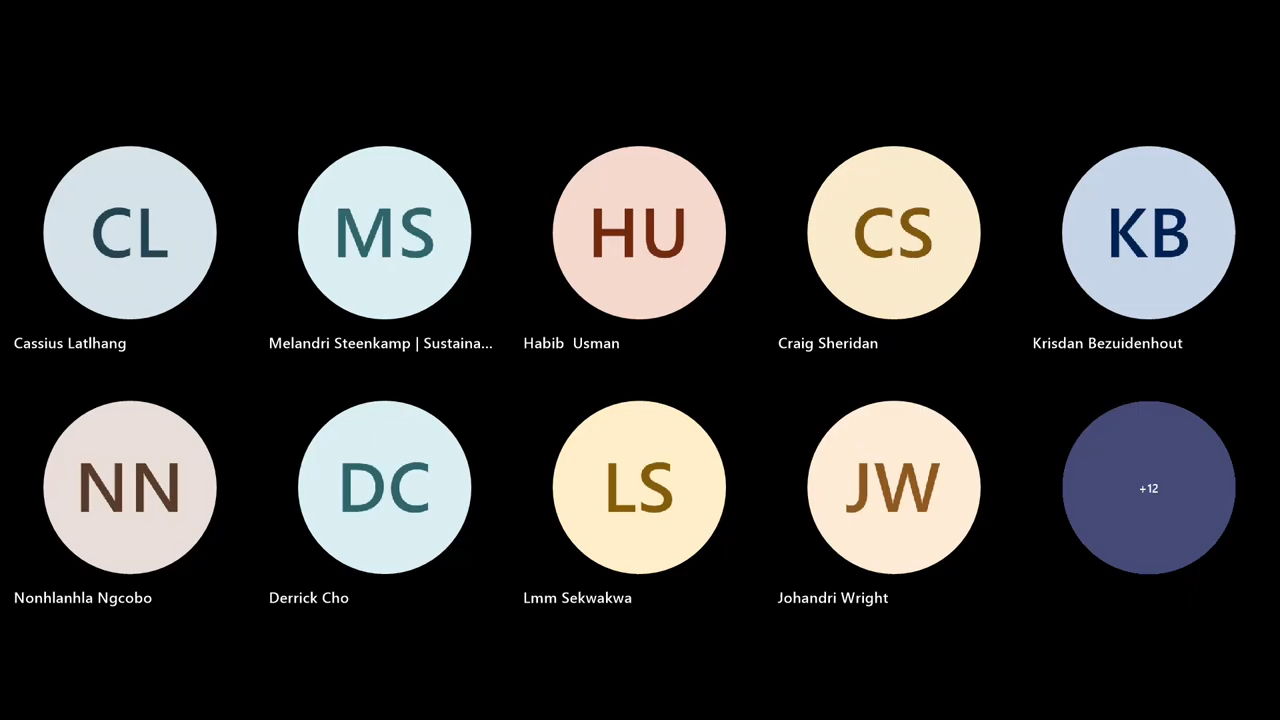 CL
MS
HU
CS
KB
Cassius Latlhang
Melandri Steenkamp | Sustaina...
Habib  Usman
Craig Sheridan
Krisdan Bezuidenhout
NN
DC
LS
JW
+12
Nonhlanhla Ngcobo
Derrick Cho
Lmm Sekwakwa
Johandri Wright